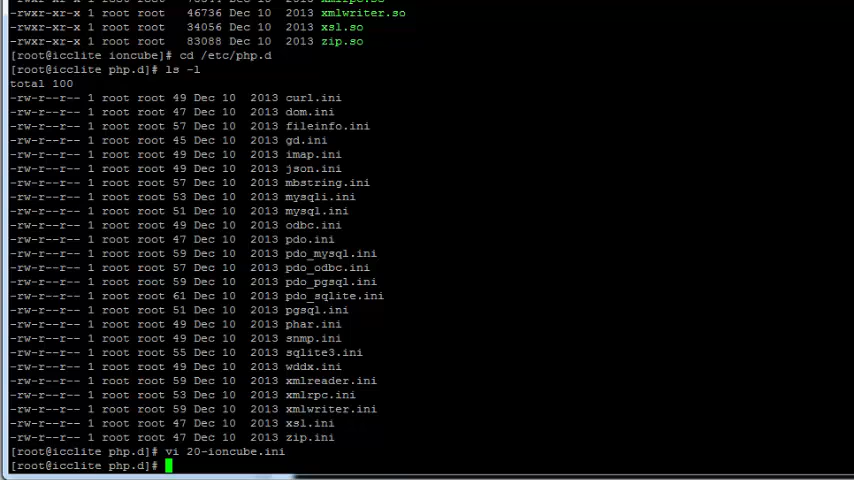 -rwxr-xr-x 1 root root 46736 Dec 10  2013 xmlwriter.so
-rwxr-xr-x 1 root root 34056 Dec 10  2013 xsl.so
-rwxr-xr-x 1 root root 83088 Dec 10  2013 zip.so
[root@icclite ioncube]# cd /etc/php.d
[root@icclite php.d]# ls -l
total 100
-rw-r--r-- 1 root root 49 Dec 10  2013 curl.ini
-rw-r--r-- 1 root root 47 Dec 10  2013 dom.ini
-rw-r--r-- 1 root root 57 Dec 10  2013 fileinfo.ini
-rw-r--r-- 1 root root 45 Dec 10  2013 gd.ini
-rw-r--r-- 1 root root 49 Dec 10  2013 imap.ini
-rw-r--r-- 1 root root 49 Dec 10  2013 json.ini
-rw-r--r-- 1 root root 57 Dec 10  2013 mbstring.ini
-rw-r--r-- 1 root root 53 Dec 10  2013 mysqli.ini
-rw-r--r-- 1 root root 51 Dec 10  2013 mysql.ini
-rw-r--r-- 1 root root 49 Dec 10  2013 odbc.ini
-rw-r--r-- 1 root root 47 Dec 10  2013 pdo.ini
-rw-r--r-- 1 root root 59 Dec 10  2013 pdo_mysql.ini
-rw-r--r-- 1 root root 57 Dec 10  2013 pdo_odbc.ini
-rw-r--r-- 1 root root 59 Dec 10  2013 pdo_pgsql.ini
-rw-r--r-- 1 root root 61 Dec 10  2013 pdo_sqlite.ini
-rw-r--r-- 1 root root 51 Dec 10  2013 pgsql.ini
-rw-r--r-- 1 root root 49 Dec 10  2013 phar.ini
-rw-r--r-- 1 root root 49 Dec 10  2013 snmp.ini
-rw-r--r-- 1 root root 55 Dec 10  2013 sqlite3.ini
-rw-r--r-- 1 root root 49 Dec 10  2013 wddx.ini
-rw-r--r-- 1 root root 59 Dec 10  2013 xmlreader.ini
-rw-r--r-- 1 root root 53 Dec 10  2013 xmlrpc.ini
-rw-r--r-- 1 root root 59 Dec 10  2013 xmlwriter.ini
-rw-r--r-- 1 root root 47 Dec 10  2013 xsl.ini
-rw-r--r-- 1 root root 47 Dec 10  2013 zip.ini
[root@icclite php.d]# vi 20-ioncube.ini
[root@icclite php.d]#